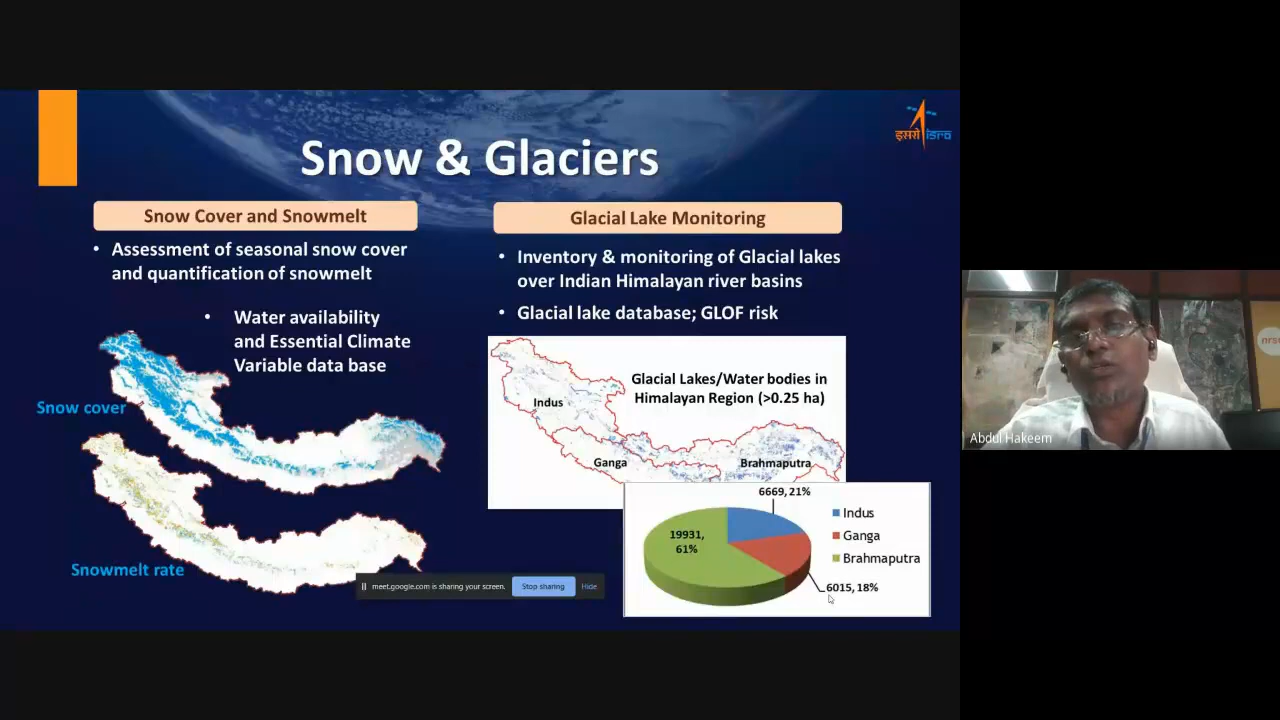 Snow & Glaciers
इसरो isro
Snow Cover and Snowmelt
• Assessment of seasonal snow cover
and quantification of snowmelt
• Water availability
and Essential Climate
Variable data base
Snow cover
Snowmelt rate
Glacial Lake Monitoring
• Inventory & monitoring of Glacial lakes
over Indian Himalayan river basins
• Glacial lake database; GLOF risk
Glacial Lakes/Water bodies in
Himalayan Region (>0.25 ha)
Indus
Ganga
Brahmaputra
6669, 21%
19931,
61%
6015, 18%
Indus
Ganga
Brahmaputra
meet.google.com is sharing your screen. Stop sharing Hide
nrsc
Abdul Hakeem